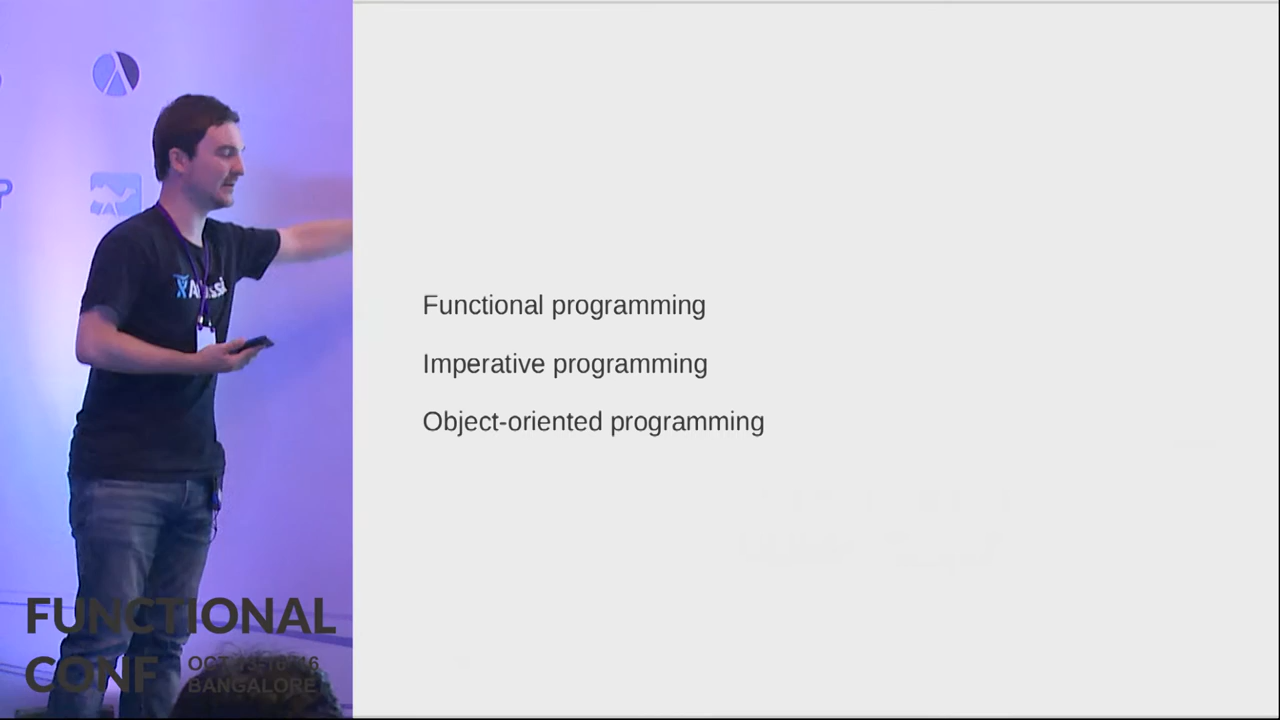 Functional programming
Imperative programming
Object-oriented programming
FUNCTIONAL
CONF
BANGALORE